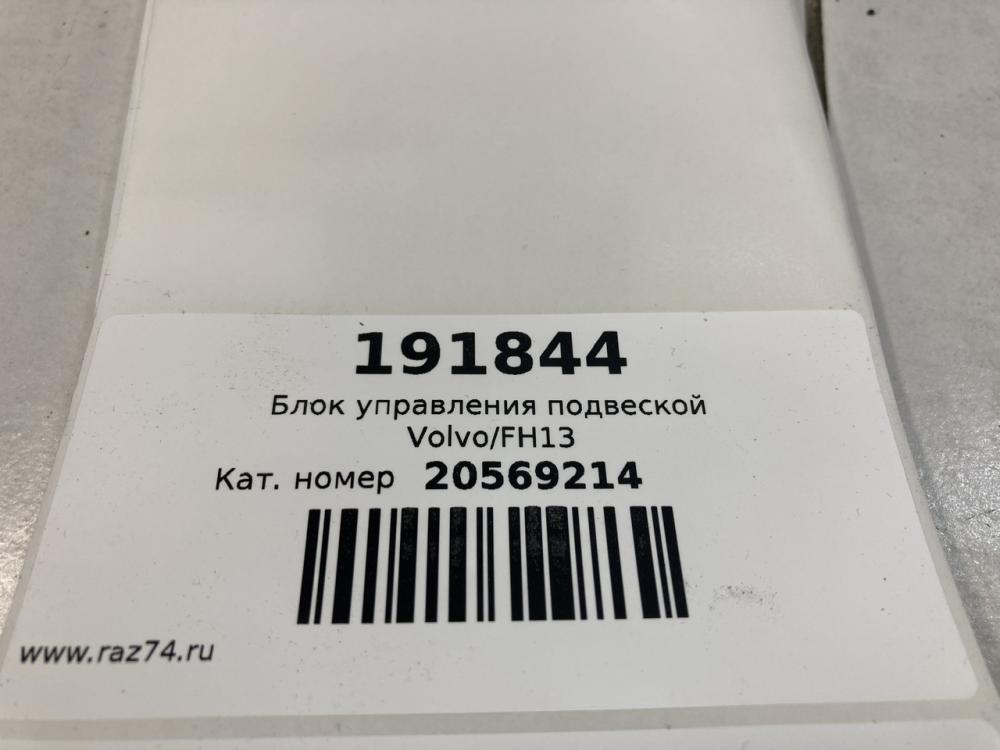 191844
Блок управления подвеской
Volvo/FH13
Кат. номер 20569214
www.raz74.ru